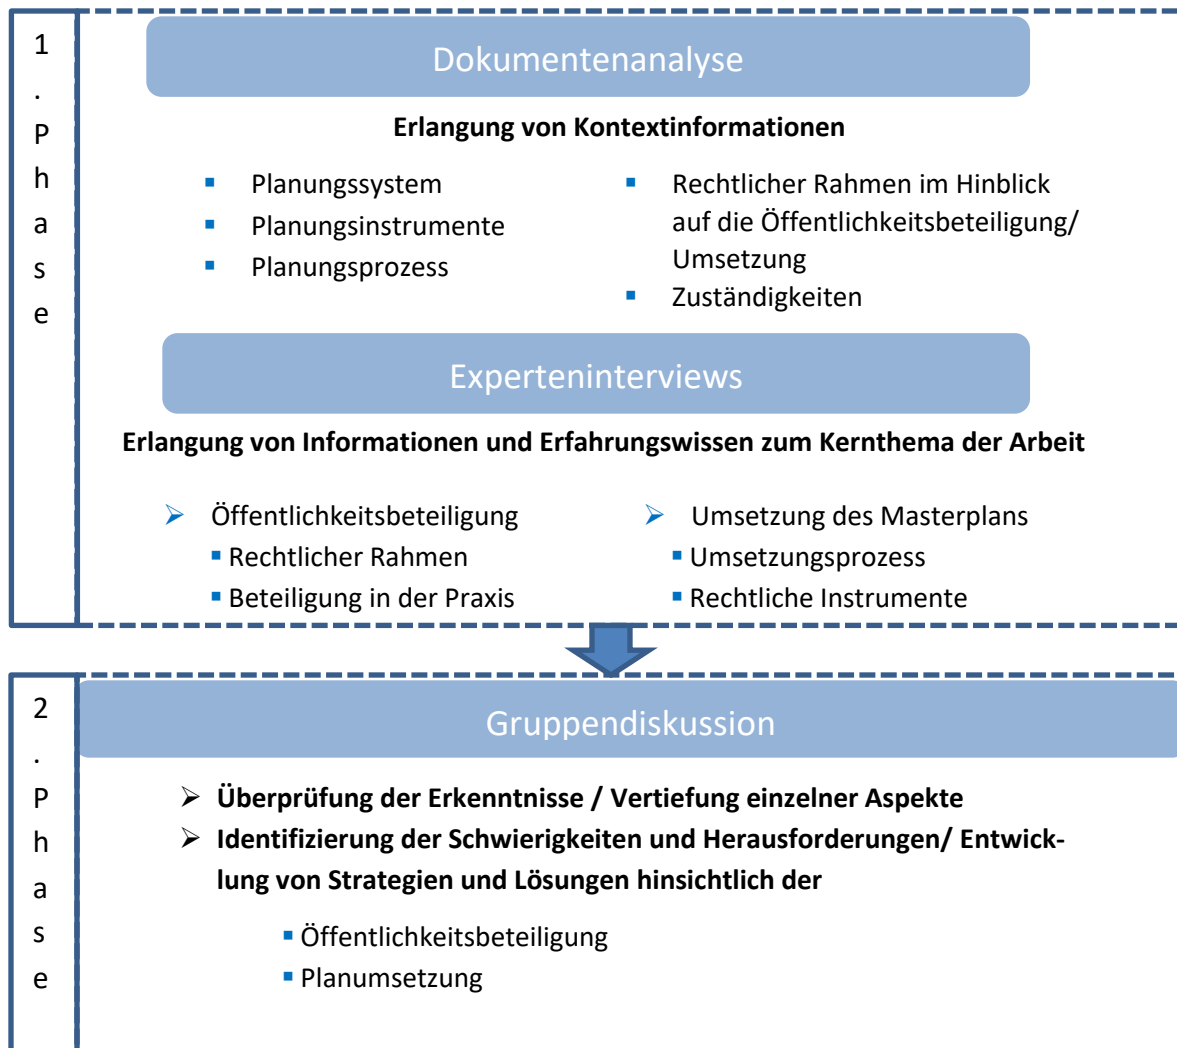 1
.
P
h
a
s
e
Dokumentenanalyse
Erlangung von Kontextinformationen
▪ Planungssystem
▪ Planungsinstrumente
▪ Planungsprozess
▪ Rechtlicher Rahmen im Hinblick
auf die Öffentlichkeitsbeteiligung/
Umsetzung
▪ Zuständigkeiten
Experteninterviews
Erlangung von Informationen und Erfahrungswissen zum Kernthema der Arbeit
➢ Öffentlichkeitsbeteiligung
▪ Rechtlicher Rahmen
▪ Beteiligung in der Praxis
➢ Umsetzung des Masterplans
▪ Umsetzungsprozess
▪ Rechtliche Instrumente
2
.
P
h
a
s
e
Gruppendiskussion
➢ Überprüfung der Erkenntnisse / Vertiefung einzelner Aspekte
➢ Identifizierung der Schwierigkeiten und Herausforderungen/ Entwick-
lung von Strategien und Lösungen hinsichtlich der
▪ Öffentlichkeitsbeteiligung
▪ Planumsetzung